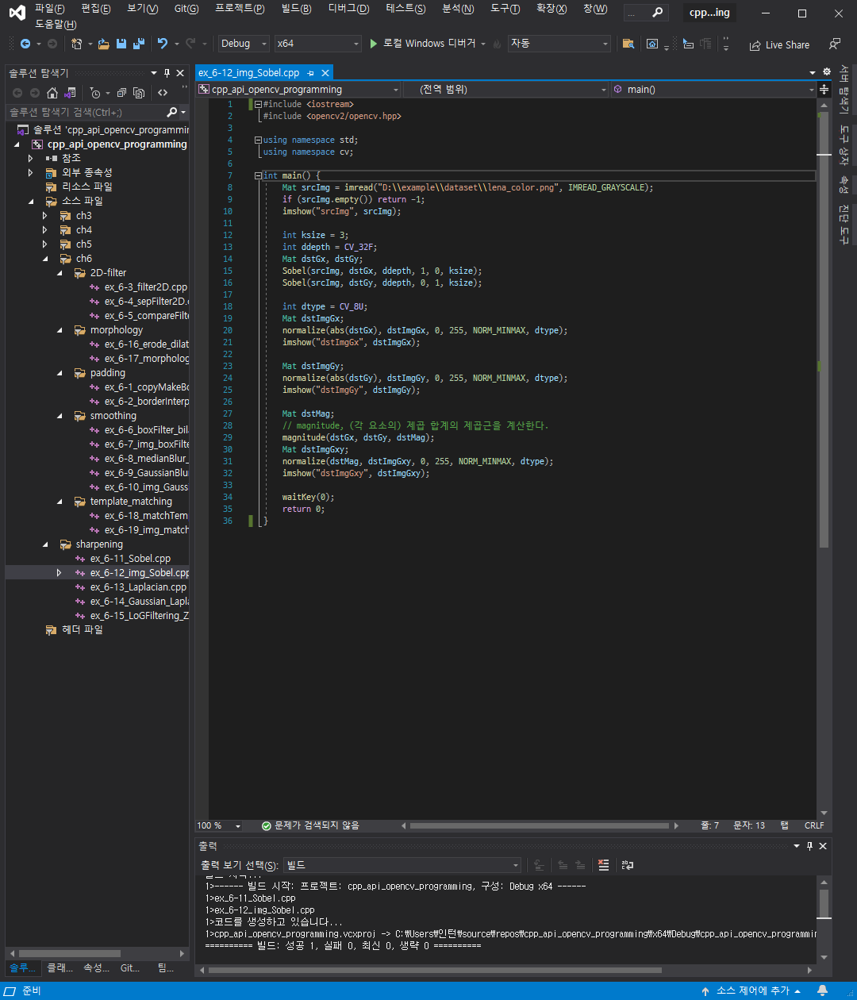 파일(F) 편집(E) 보기(V) Git(G) 프로젝트(P) 빌드(B) 디버그(D) 테스트(S) 분석(N) 도구(T) 확장(X) 창(W) ... cpp...ing
도움말(H)
Debug x64 로컬 Windows 디버거 자동 Live Share
솔루션 탐색기
솔루션 탐색기 검색(Ctrl+;)
솔루션 'cpp_api_opencv_programmin
cpp_api_opencv_programming
참조
외부 종속성
리소스 파일
소스 파일
ch3
ch4
ch5
ch6
2D-filter
ex_6-3_filter2D.cpp
ex_6-4_sepFilter2D.c
ex_6-5_compareFilte
morphology
ex_6-16_erode_dilat
ex_6-17_morpholog
padding
ex_6-1_copyMakeBo
ex_6-2_borderInterp
smoothing
ex_6-6_boxFilter_bil
ex_6-7_img_boxFilte
ex_6-8_medianBlur_
ex_6-9_GaussianBlu
ex_6-10_img_Gauss
template_matching
ex_6-18_matchTem
ex_6-19_img_match
sharpening
ex_6-11_Sobel.cpp
ex_6-12_img_Sobel.cpp
ex_6-13_Laplacian.cpp
ex_6-14_Gaussian_Lapla
ex_6-15_LoGFiltering_Z
헤더 파일
솔루... 클래... 속성... Git... 팀...
ex_6-12_img_Sobel.cpp
cpp_api_opencv_programming (전역 범위) main()
1 #include <iostream>
2 #include <opencv2/opencv.hpp>
3
4 using namespace std;
5 using namespace cv;
6
7 int main() {
8 Mat srcImg = imread("D:\\example\\dataset\\lena_color.png", IMREAD_GRAYSCALE);
9 if (srcImg.empty()) return -1;
10 imshow("srcImg", srcImg);
11
12 int ksize = 3;
13 int ddepth = CV_32F;
14 Mat dstGx, dstGy;
15 Sobel(srcImg, dstGx, ddepth, 1, 0, ksize);
16 Sobel(srcImg, dstGy, ddepth, 0, 1, ksize);
17
18 int dtype = CV_8U;
19 Mat dstImgGx;
20 normalize(abs(dstGx), dstImgGx, 0, 255, NORM_MINMAX, dtype);
21 imshow("dstImgGx", dstImgGx);
22
23 Mat dstImgGy;
24 normalize(abs(dstGy), dstImgGy, 0, 255, NORM_MINMAX, dtype);
25 imshow("dstImgGy", dstImgGy);
26
27 Mat dstMag;
28 // magnitude, (각 요소의) 제곱 합계의 제곱근을 계산한다.
29 magnitude(dstGx, dstGy, dstMag);
30 Mat dstImgGxy;
31 normalize(dstMag, dstImgGxy, 0, 255, NORM_MINMAX, dtype);
32 imshow("dstImgGxy", dstImgGxy);
33
34 waitKey(0);
35 return 0;
36 }
100 % 문제가 검색되지 않음 줄: 7 문자: 13 탭 CRLF
출력
출력 보기 선택(S): 빌드
1>------ 빌드 시작: 프로젝트: cpp_api_opencv_programming, 구성: Debug x64 ------
1>ex_6-11_Sobel.cpp
1>ex_6-12_img_Sobel.cpp
1>코드를 생성하고 있습니다...
1>cpp_api_opencv_programming.vcxproj -> C:₩Users₩인턴₩source₩repos₩cpp_api_opencv_programming₩x64₩Debug₩cpp_api_opencv_programmin
========== 빌드: 성공 1, 실패 0, 최신 0, 생략 0 ==========
서버 탐색기
도구 상자
속성
진단 도구
준비 소스 제어에 추가